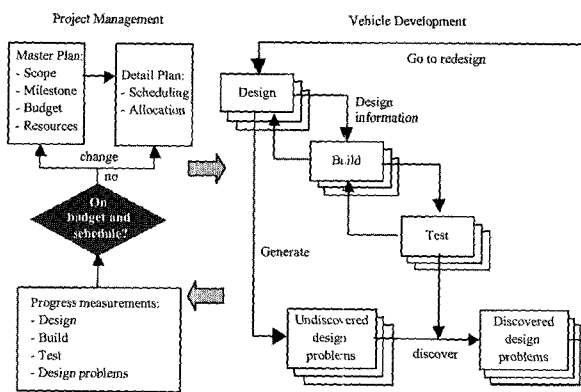 Project Management
Master Plan:
- Scope
- Milestone
- Budget
- Resources
Detail Plan:
- Scheduling
- Allocation
change
no
On
budget and
schedule?
Progress measurements:
- Design
- Build
- Test
- Design problems
Vehicle Development
Go to redesign
Design
Design
information
Build
Test
Generate
Undiscovered
design
problems
discover
Discovered
design
problems